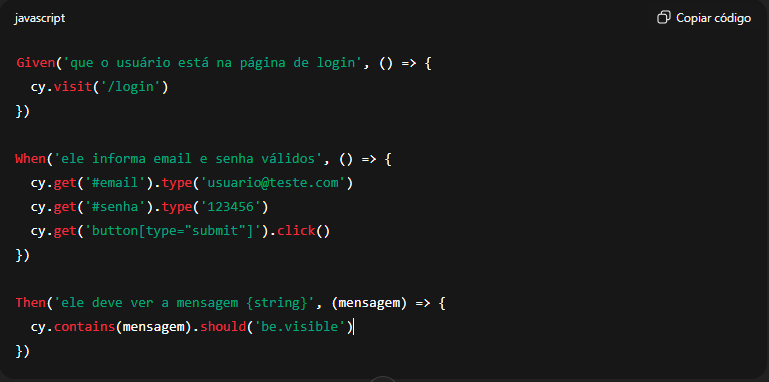 javascript
Copiar código
Given('que o usuário está na página de login', () => {
  cy.visit('/login')
})
When('ele informa email e senha válidos', () => {
  cy.get('#email').type('usuario@teste.com')
  cy.get('#senha').type('123456')
  cy.get('button[type="submit"]').click()
})
Then('ele deve ver a mensagem {string}', (mensagem) => {
  cy.contains(mensagem).should('be.visible')
})